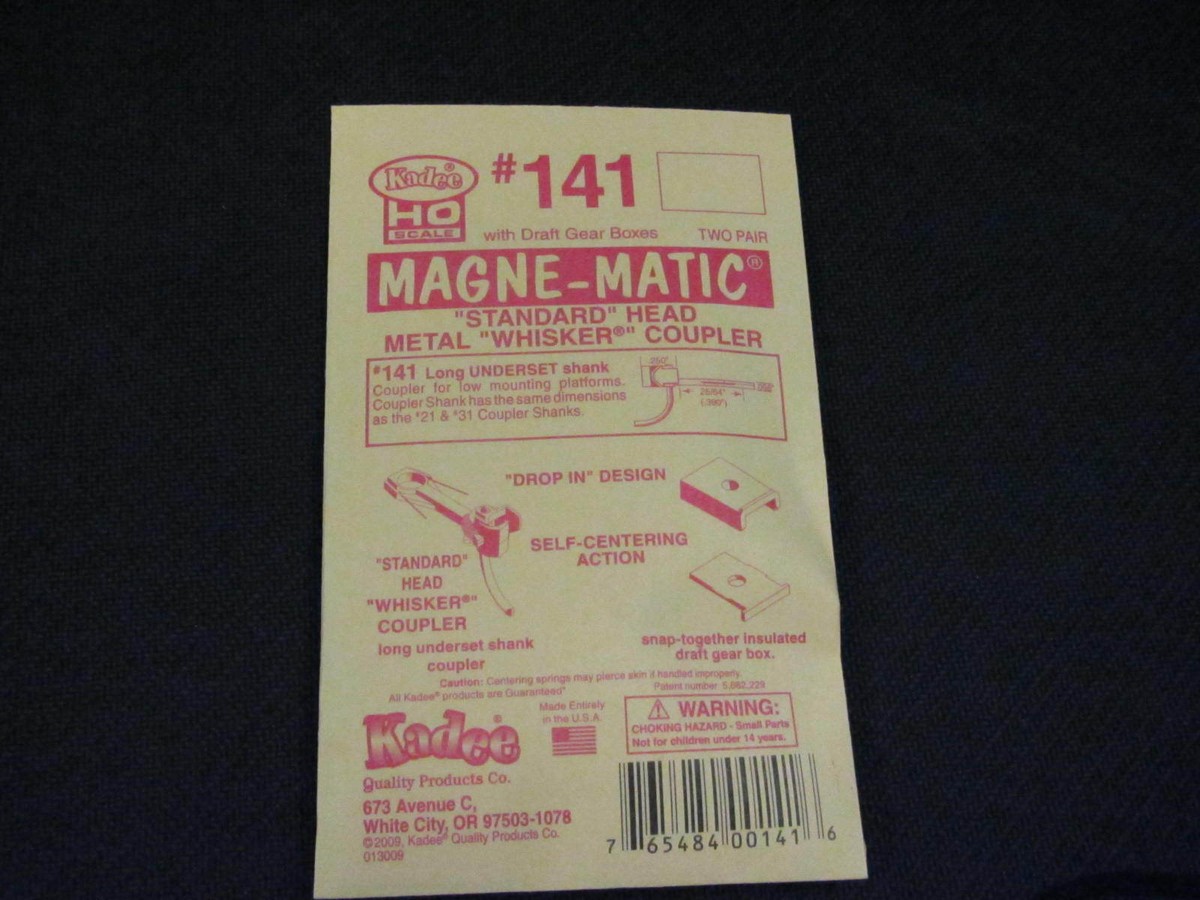 Kadee®
HO
SCALE
#141
with Draft Gear Boxes
TWO PAIR
MAGNE-MATIC®
"STANDARD" HEAD
METAL "WHISKER®" COUPLER
#141 Long UNDERSET shank
Coupler for low mounting platforms.
Coupler Shank has the same dimensions
as the #21 & #31 Coupler Shanks.
.250"
25/64"
(.390")
"DROP IN" DESIGN
SELF-CENTERING
ACTION
"STANDARD"
HEAD
"WHISKER®"
COUPLER
long underset shank
coupler
snap-together insulated
draft gear box.
Caution: Centering springs may pierce skin if handled improperly.
All Kadee® products are Guaranteed"
Patent number 5,662,229
Kadee®
Quality Products Co.
Made Entirely
in the U.S.A.
WARNING:
CHOKING HAZARD - Small Parts
Not for children under 14 years.
673 Avenue C,
White City, OR 97503-1078
©2009, Kadee® Quality Products Co.
013009
7 65484 00141 6